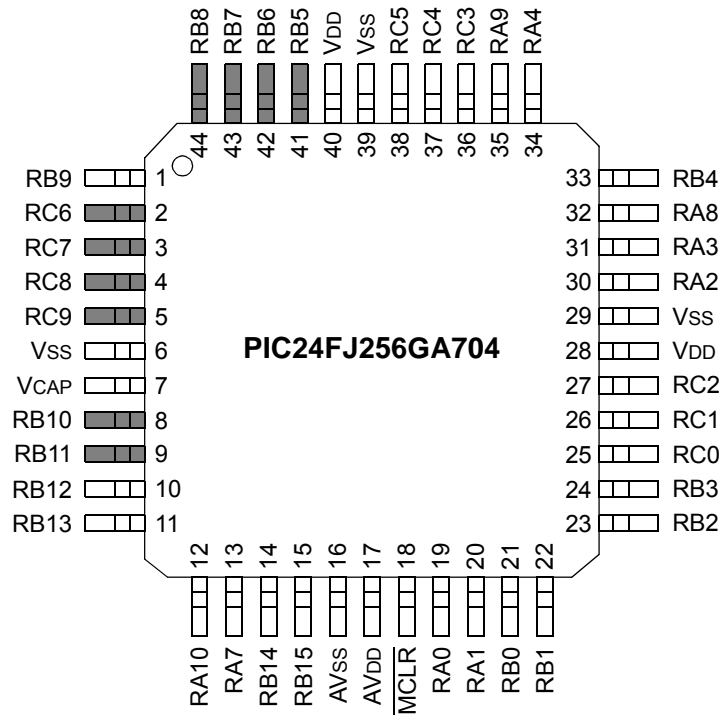 RB8 RB7 RB6 RB5 VDD VSS RC5 RC4 RC3 RA9 RA4
44 43 42 41 40 39 38 37 36 35 34
RB9 1 33 RB4
RC6 2 32 RA8
RC7 3 31 RA3
RC8 4 30 RA2
RC9 5 29 VSS
VSS 6 PIC24FJ256GA704 28 VDD
VCAP 7 27 RC2
RB10 8 26 RC1
RB11 9 25 RC0
RB12 10 24 RB3
RB13 11 23 RB2
12 13 14 15 16 17 18 19 20 21 22
RA10 RA7 RB14 RB15 AVSS AVDD MCLR RA0 RA1 RB0 RB1